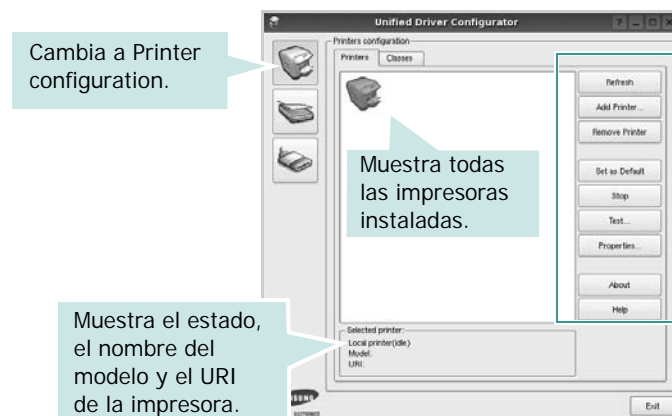 Unified Driver Configurator
Cambia a Printer
configuration.
Printers configuration
Printers Classes
Refresh
Add Printer...
Remove Printer
Set as Default
Stop
Test...
Properties...
About
Help
Muestra todas
las impresoras
instaladas.
Muestra el estado,
el nombre del
modelo y el URI
de la impresora.
Selected printer:
Local printer(idle)
Model:
URI:
ELECTRONICS
Exit